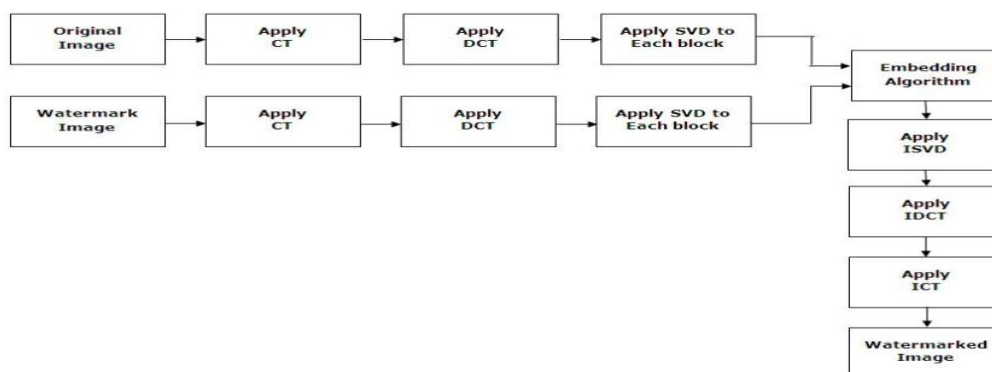 Original
Image
Apply
CT
Apply
DCT
Apply SVD to
Each block
Embedding
Algorithm
Watermark
Image
Apply
CT
Apply
DCT
Apply SVD to
Each block
Apply
ISVD
Apply
IDCT
Apply
ICT
Watermarked
Image